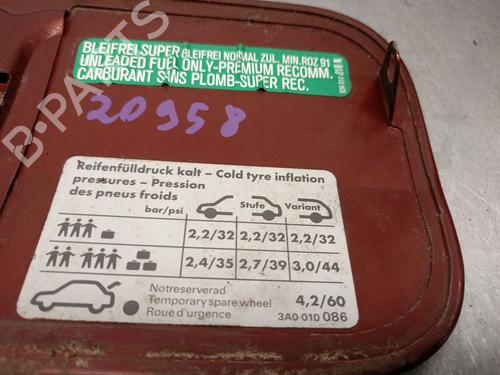 BLEIFREI SUPER BLEIFREI NORMAL ZUL. MIN.ROZ 91
UNLEADED FUEL ONLY-PREMIUM RECOMM.
CARBURANT SANS PLOMB-SUPER REC.
20958
Reifenfülldruck kalt – Cold tyre inflation
pressures – Pression
des pneus froids
bar/psi Stufe Variant
2,2/32 2,2/32 2,2/32
2,4/35 2,7/39 3,0/44
Notreserverad
Temporary spare wheel 4,2/60
Roue d'urgence 3A0 010 086
B-PARTS